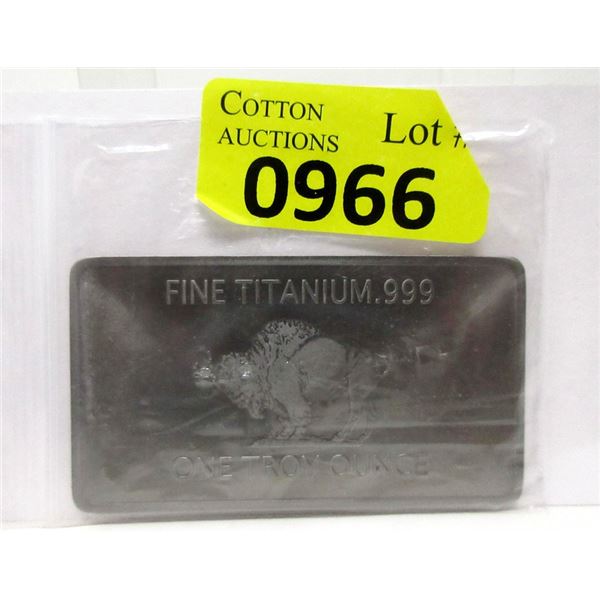 COTTON
AUCTIONS
Lot #
0966
FINE TITANIUM.999
ONE TROY OUNCE